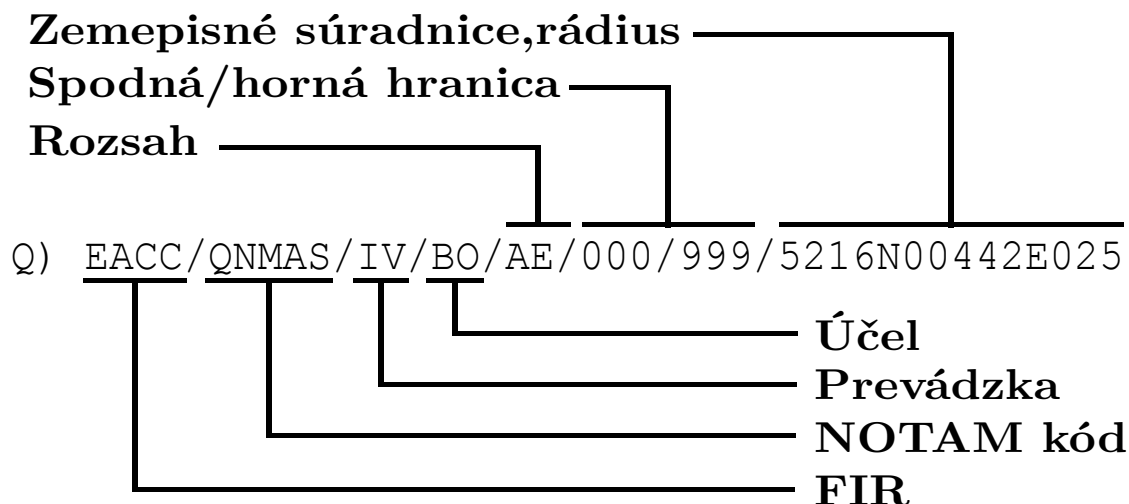 Zemepisné súradnice,rádius
Spodná/horná hranica
Rozsah
Q) EACC/QNMAS/IV/BO/AE/000/999/5216N00442E025
Účel
Prevádzka
NOTAM kód
FIR